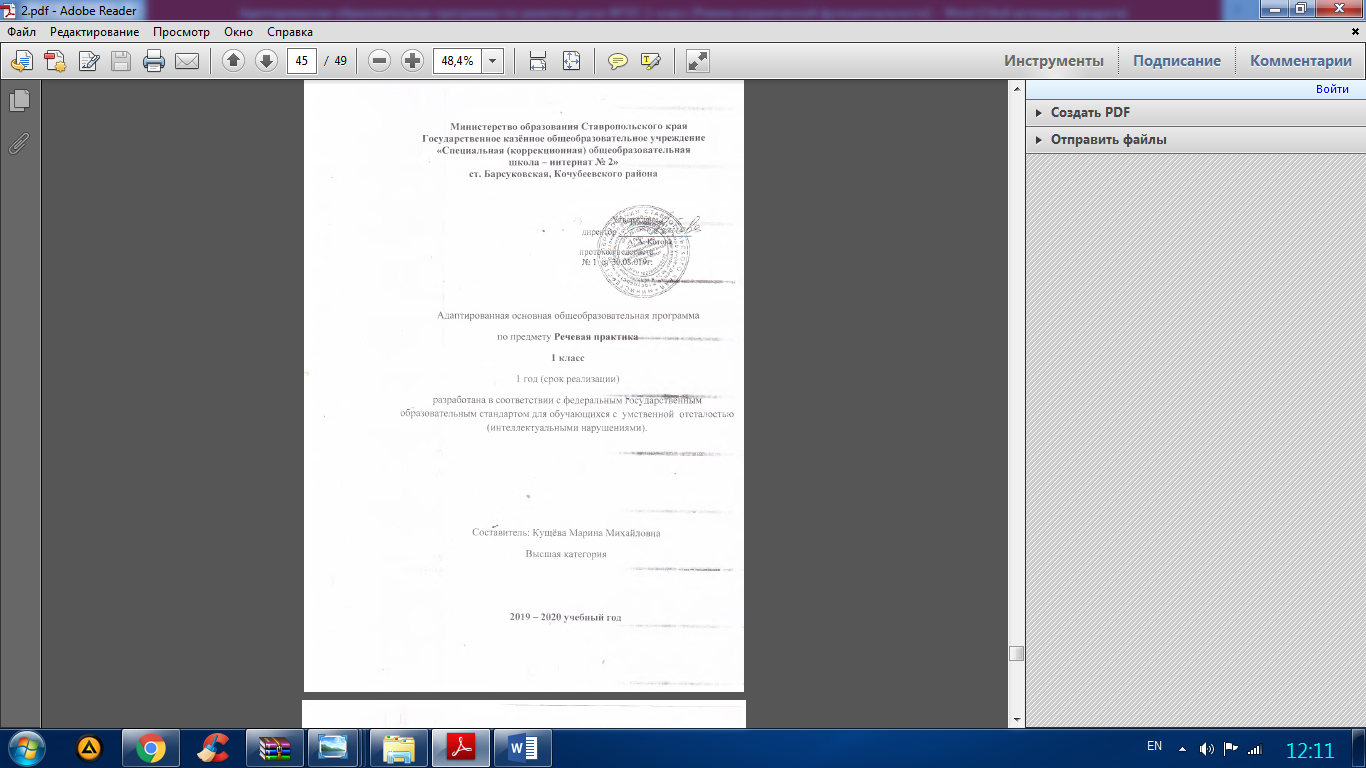 2.pdf - Adobe Reader
Файл Редактирование Просмотр Окно Справка
45 / 49 48,4% Инструменты Подписание Комментарии
Войти
Создать PDF
Отправить файлы
Министерство образования Ставропольского края
Государственное казённое общеобразовательное учреждение
«Специальная (коррекционная) общеобразовательная
школа – интернат № 2»
ст. Барсуковская, Кочубеевского района
директор
№ 1
Адаптированная основная общеобразовательная программа
по предмету Речевая практика
1 класс
1 год (срок реализации)
разработана в соответствии с федеральным государственным
образовательным стандартом для обучающихся с умственной отсталостью
(интеллектуальными нарушениями).
Составитель: Кущёва Марина Михайловна
Высшая категория
2019 – 2020 учебный год
EN 12:11